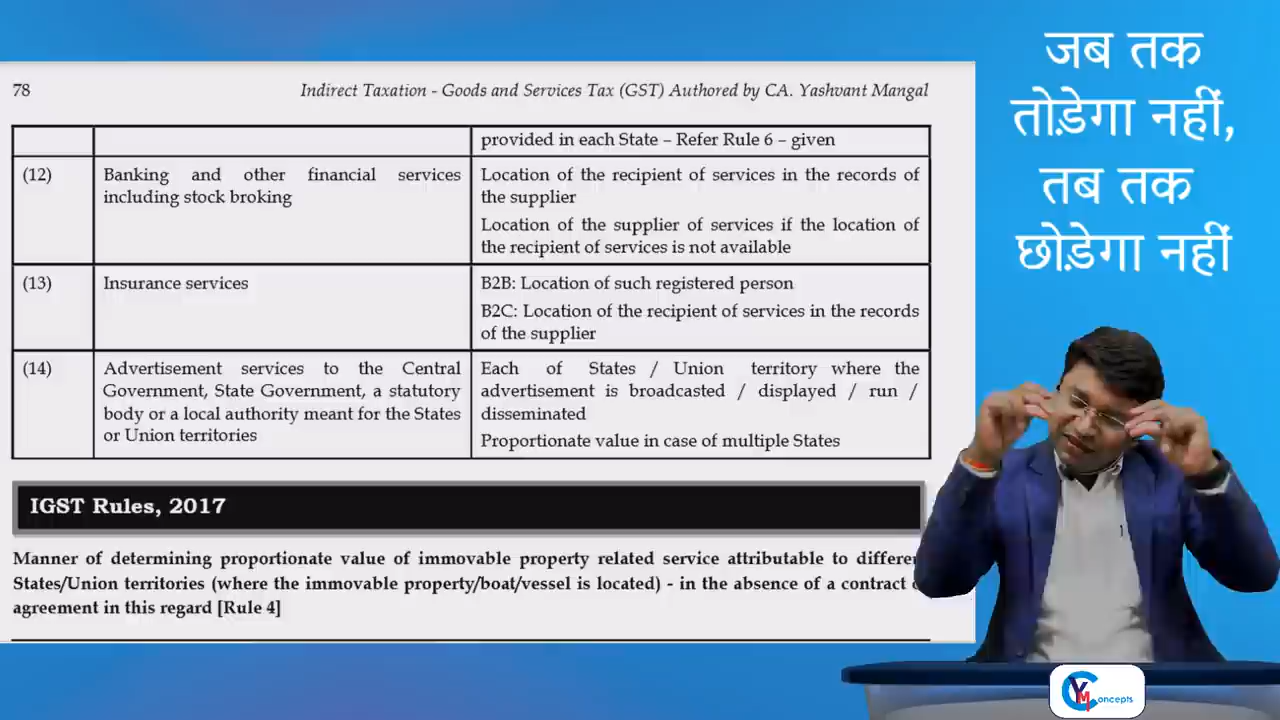 78
Indirect Taxation - Goods and Services Tax (GST) Authored by CA. Yashvant Mangal
provided in each State – Refer Rule 6 – given
(12)
Banking and other financial services
including stock broking
Location of the recipient of services in the records of
the supplier
Location of the supplier of services if the location of
the recipient of services is not available
(13)
Insurance services
B2B: Location of such registered person
B2C: Location of the recipient of services in the records
of the supplier
(14)
Advertisement services to the Central
Government, State Government, a statutory
body or a local authority meant for the States
or Union territories
Each of States / Union territory where the
advertisement is broadcasted / displayed / run /
disseminated
Proportionate value in case of multiple States
IGST Rules, 2017
Manner of determining proportionate value of immovable property related service attributable to
States/Union territories (where the immovable property/boat/vessel is located) - in the absence of a contract
agreement in this regard [Rule 4]
जब तक
तोड़ेगा नहीं,
तब तक
छोड़ेगा नहीं
CYM Concepts